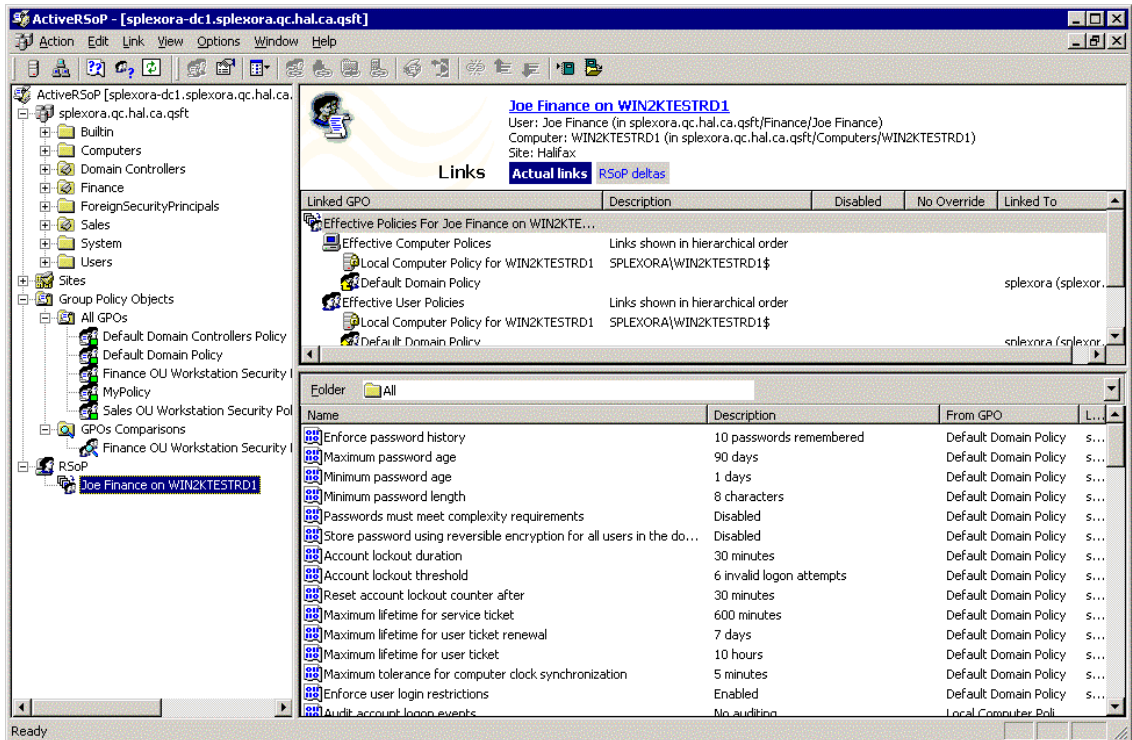 ActiveRSoP - [splexora-dc1.splexora.qc.hal.ca.qsft]
Action Edit Link View Options Window Help
ActiveRSoP [splexora-dc1.splexora.qc.hal.ca.
splexora.qc.hal.ca.qsft
Builtin
Computers
Domain Controllers
Finance
ForeignSecurityPrincipals
Sales
System
Users
Sites
Group Policy Objects
All GPOs
Default Domain Controllers Policy
Default Domain Policy
Finance OU Workstation Security
MyPolicy
Sales OU Workstation Security Pol
GPOs Comparisons
Finance OU Workstation Security
RSoP
Joe Finance on WIN2KTESTRD1
Joe Finance on WIN2KTESTRD1
User: Joe Finance (in splexora.qc.hal.ca.qsft/Finance/Joe Finance)
Computer: WIN2KTESTRD1 (in splexora.qc.hal.ca.qsft/Computers/WIN2KTESTRD1)
Site: Halifax
Links Actual links RSoP deltas
Linked GPO Description Disabled No Override Linked To
Effective Policies For Joe Finance on WIN2KTE...
Effective Computer Polices Links shown in hierarchical order
Local Computer Policy for WIN2KTESTRD1 SPLEXORA\WIN2KTESTRD1$
Default Domain Policy splexora (splexor.
Effective User Policies Links shown in hierarchical order
Local Computer Policy for WIN2KTESTRD1 SPLEXORA\WIN2KTESTRD1$
Default Domain Policy splexora (splexor.
Folder All
Name Description From GPO L...
Enforce password history 10 passwords remembered Default Domain Policy s...
Maximum password age 90 days Default Domain Policy s...
Minimum password age 1 days Default Domain Policy s...
Minimum password length 8 characters Default Domain Policy s...
Passwords must meet complexity requirements Disabled Default Domain Policy s...
Store password using reversible encryption for all users in the do... Disabled Default Domain Policy s...
Account lockout duration 30 minutes Default Domain Policy s...
Account lockout threshold 6 invalid logon attempts Default Domain Policy s...
Reset account lockout counter after 30 minutes Default Domain Policy s...
Maximum lifetime for service ticket 600 minutes Default Domain Policy s...
Maximum lifetime for user ticket renewal 7 days Default Domain Policy s...
Maximum lifetime for user ticket 10 hours Default Domain Policy s...
Maximum tolerance for computer clock synchronization 5 minutes Default Domain Policy s...
Enforce user login restrictions Enabled Default Domain Policy s...
Audit account logon events No auditing Local Computer Poli
Ready